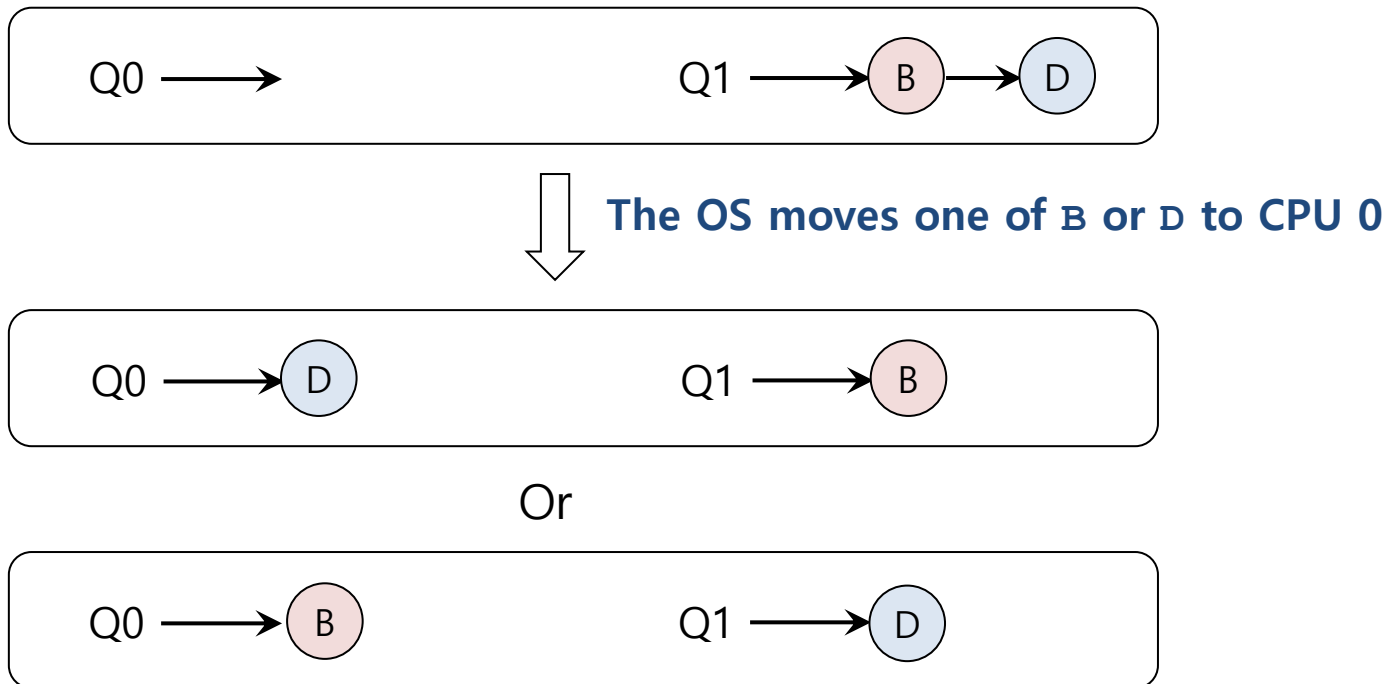 Q0 Q1 B D
The OS moves one of B or D to CPU 0
Q0 D Q1 B
Or
Q0 B Q1 D